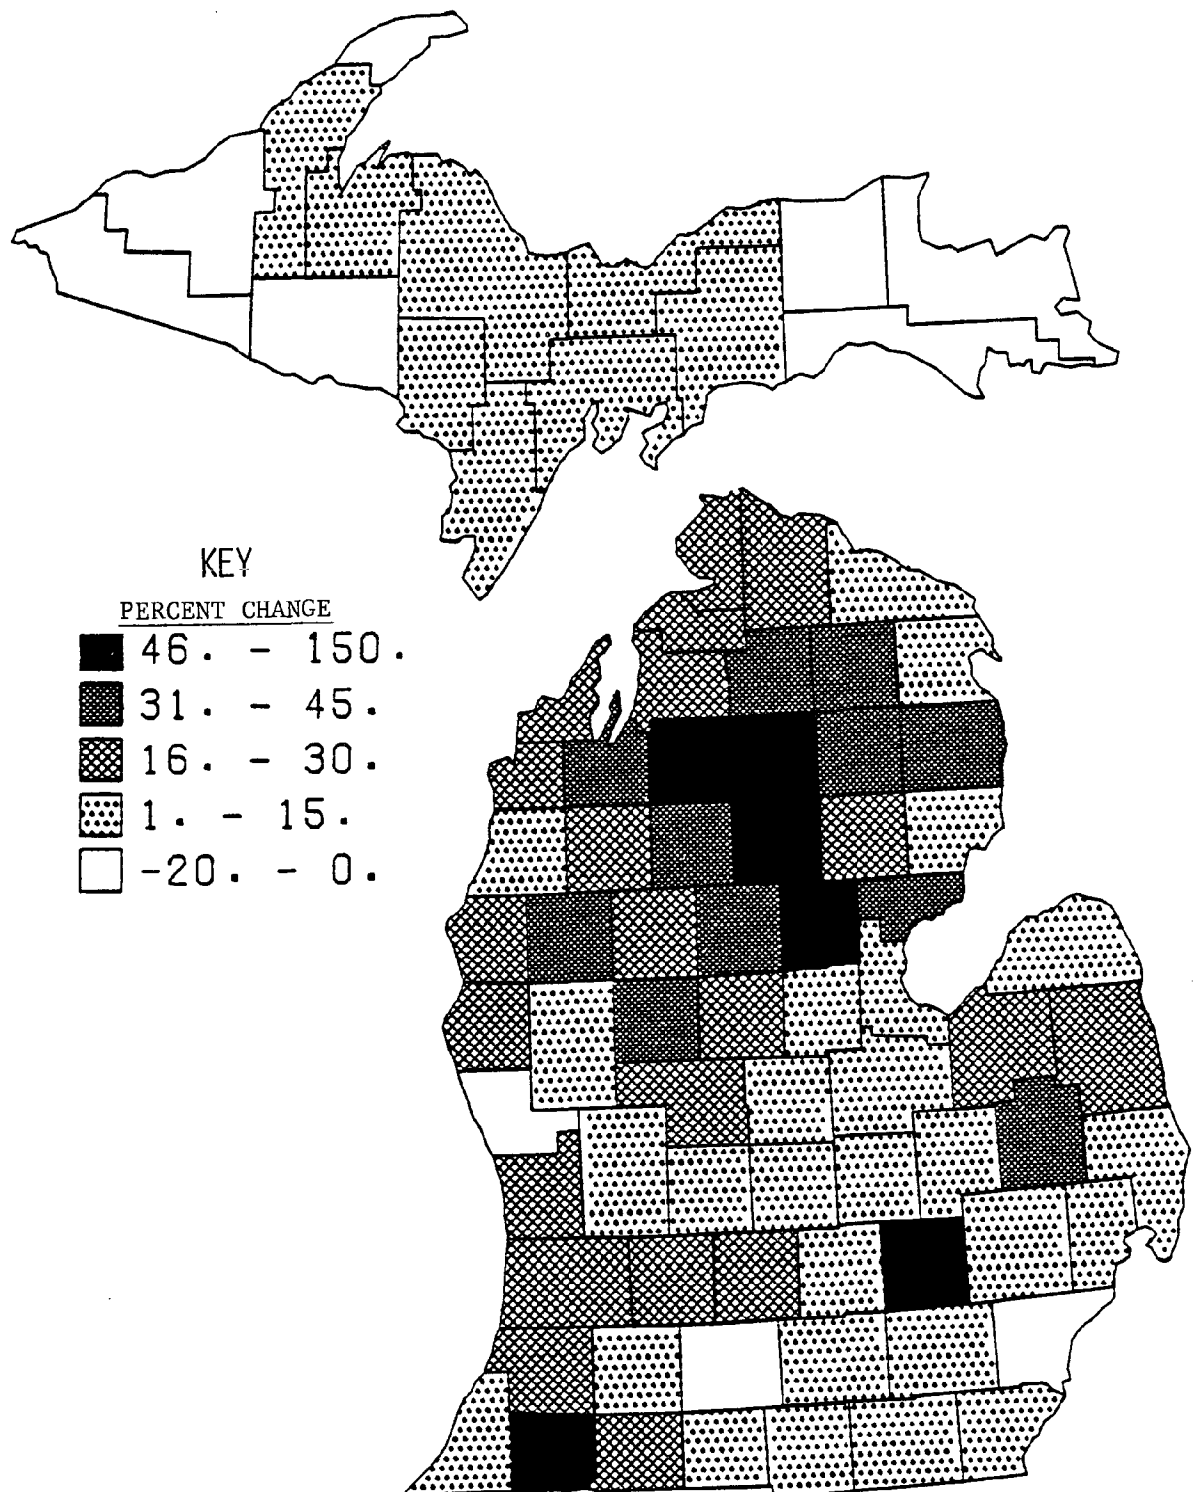 KEY
PERCENT CHANGE
46. - 150.
31. - 45.
16. - 30.
1. - 15.
-20. - 0.